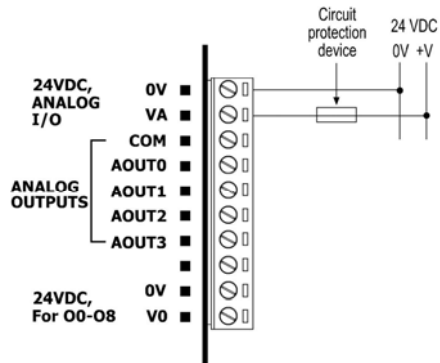 Circuit
protection
device
24 VDC
0V +V
24VDC,
ANALOG
I/O
0V
VA
COM
AOUT0
AOUT1
AOUT2
AOUT3
ANALOG
OUTPUTS
24VDC,
For O0-O8
0V
V0